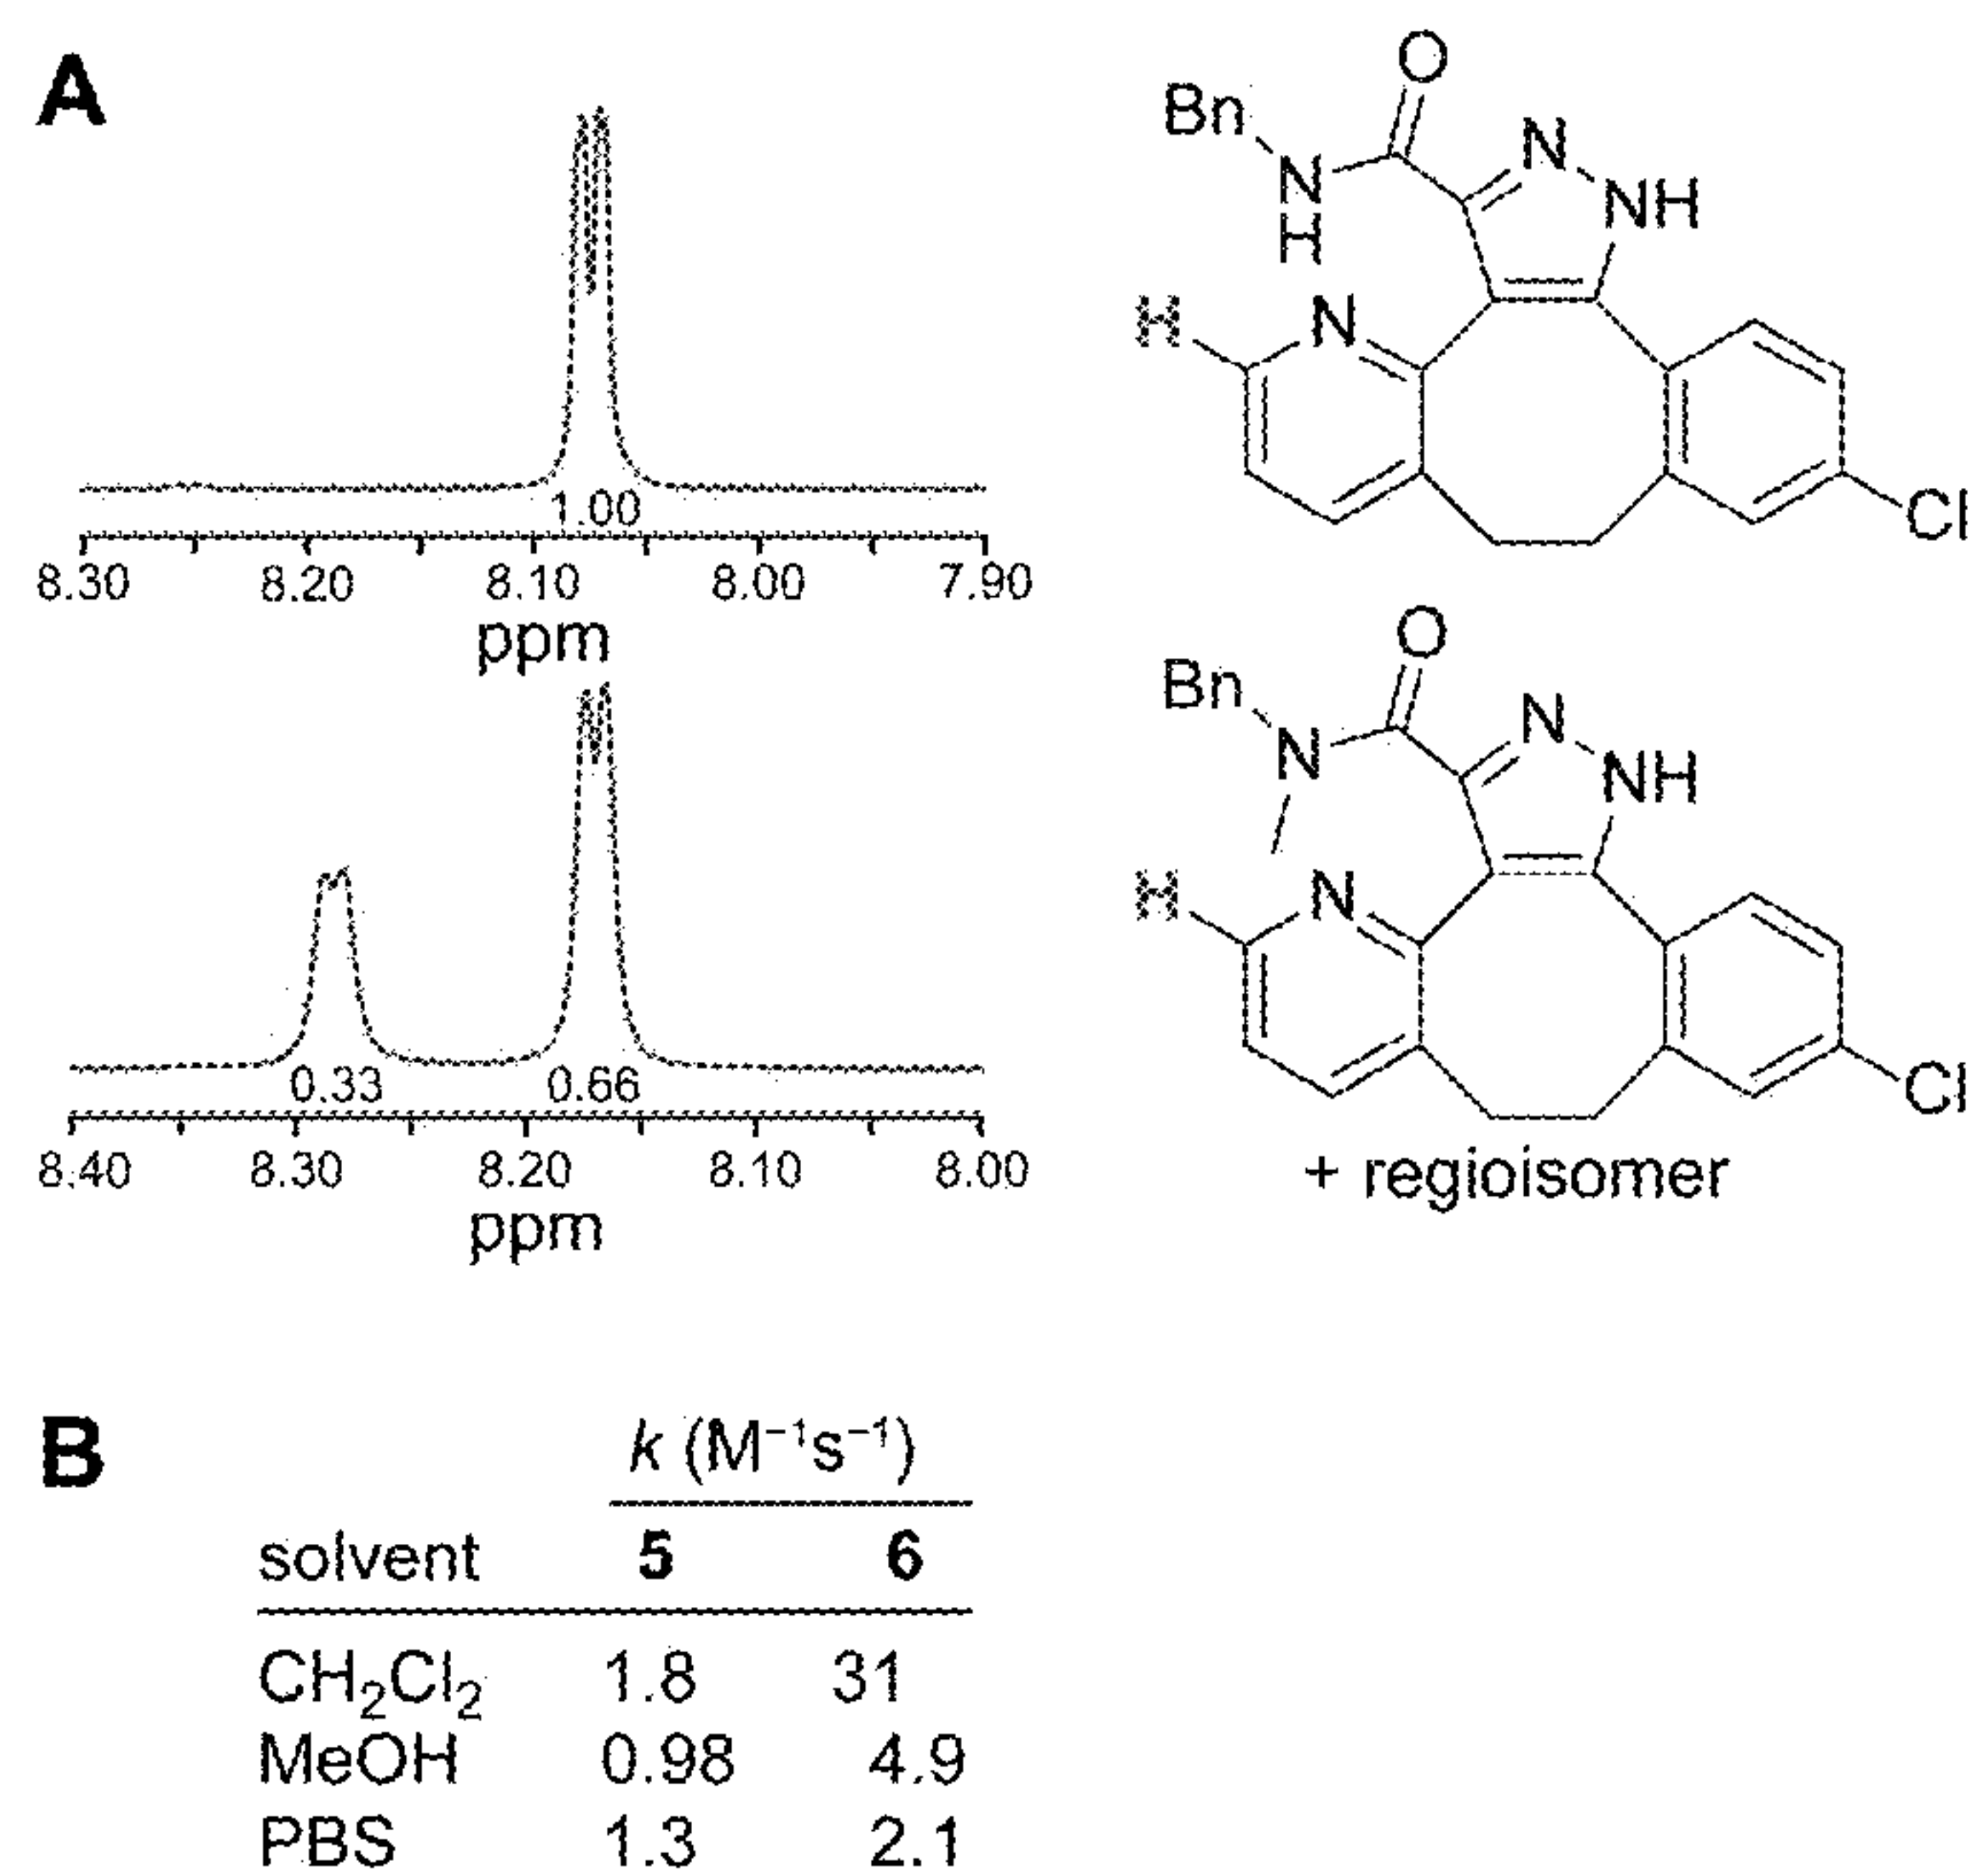 A
1.00
8.30 8.20 8.10 8.00 7.90
ppm
O
Bn
N
N
NH
H
H
N
Cl
0.33 0.66
8.40 8.30 8.20 8.10 8.00
ppm
O
Bn
N
N
NH
H
N
Cl
+ regioisomer
B
k (M⁻¹s⁻¹)
solvent 5 6
CH₂Cl₂ 1.8 31
MeOH 0.98 4.9
PBS 1.3 2.1